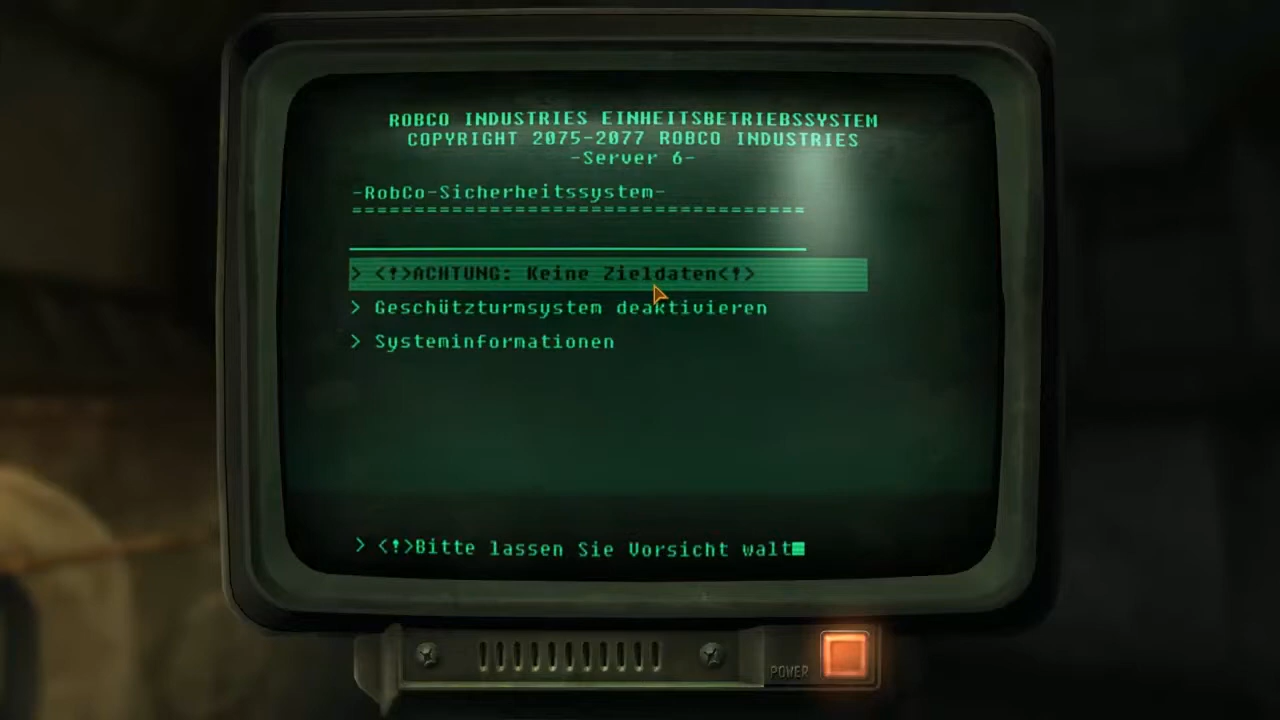 ROBCO INDUSTRIES EINHEITSBETRIEBSSYSTEM
COPYRIGHT 2075-2077 ROBCO INDUSTRIES
-Server 6-
-RobCo-Sicherheitssystem-
====================================
> <!>ACHTUNG: Keine Zieldaten<!>
> Geschützturmsystem deaktivieren
> Systeminformationen
> <!>Bitte lassen Sie Vorsicht walt
POWER